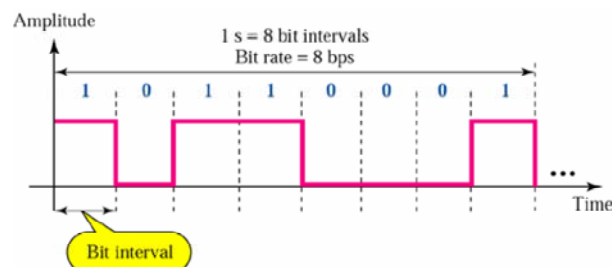 Amplitude
1 s = 8 bit intervals
Bit rate = 8 bps
1 0 1 1 0 0 0 1
...
Time
Bit interval